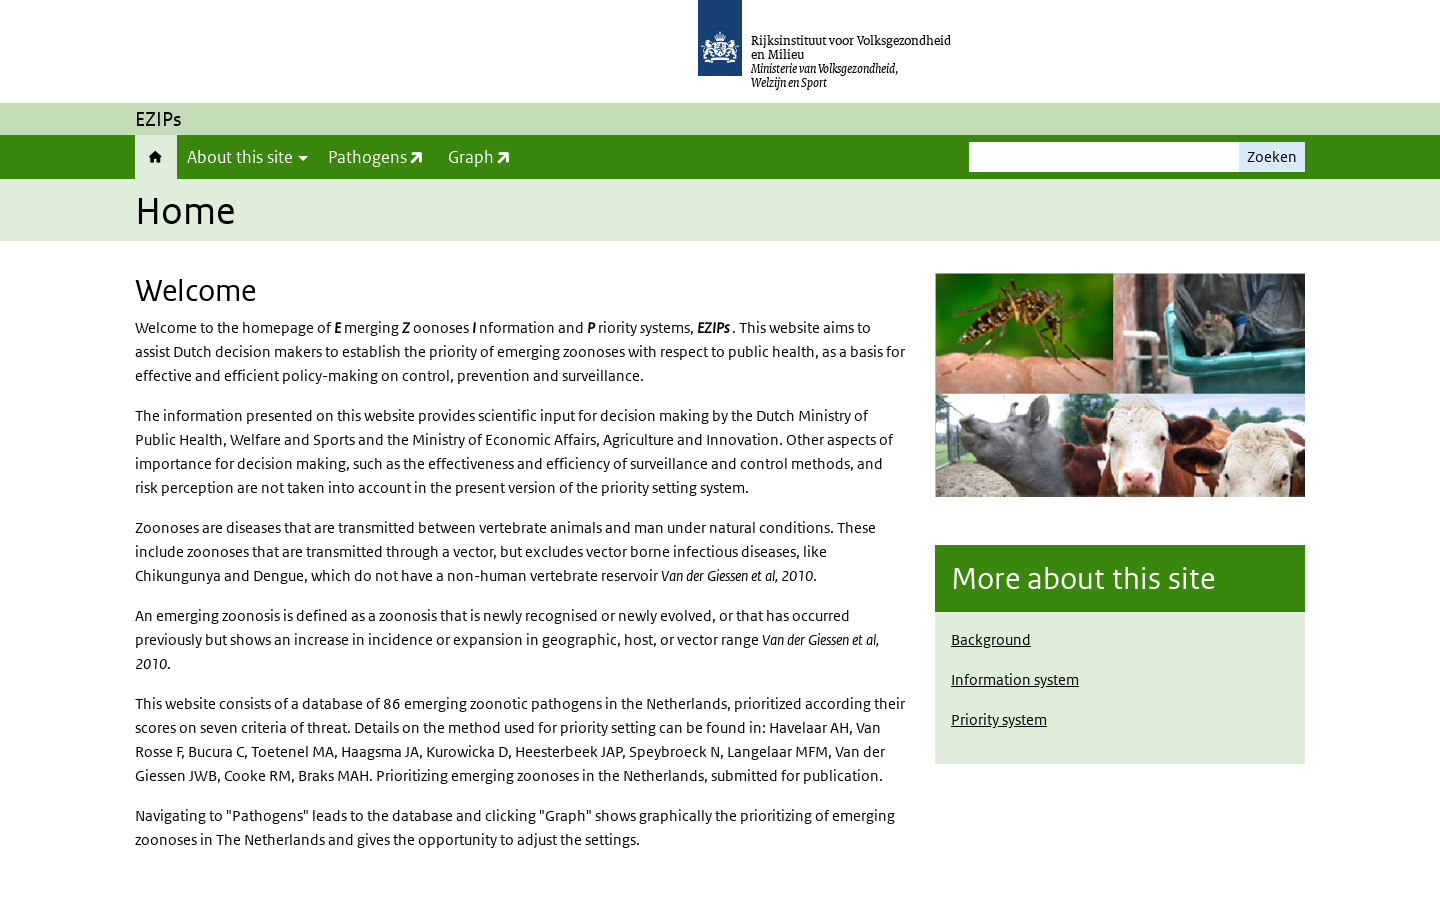 Rijksinstituut voor Volksgezondheid
en Milieu
Ministerie van Volksgezondheid,
Welzijn en Sport
EZIPs
About this site
Pathogens
Graph
Zoeken
Home
Welcome
Welcome to the homepage of E merging Z oonoses I nformation and P riority systems, EZIPs . This website aims to
assist Dutch decision makers to establish the priority of emerging zoonoses with respect to public health, as a basis for
effective and efficient policy-making on control, prevention and surveillance.
The information presented on this website provides scientific input for decision making by the Dutch Ministry of
Public Health, Welfare and Sports and the Ministry of Economic Affairs, Agriculture and Innovation. Other aspects of
importance for decision making, such as the effectiveness and efficiency of surveillance and control methods, and
risk perception are not taken into account in the present version of the priority setting system.
Zoonoses are diseases that are transmitted between vertebrate animals and man under natural conditions. These
include zoonoses that are transmitted through a vector, but excludes vector borne infectious diseases, like
Chikungunya and Dengue, which do not have a non-human vertebrate reservoir Van der Giessen et al, 2010.
An emerging zoonosis is defined as a zoonosis that is newly recognised or newly evolved, or that has occurred
previously but shows an increase in incidence or expansion in geographic, host, or vector range Van der Giessen et al,
2010.
This website consists of a database of 86 emerging zoonotic pathogens in the Netherlands, prioritized according their
scores on seven criteria of threat. Details on the method used for priority setting can be found in: Havelaar AH, Van
Rosse F, Bucura C, Toetenel MA, Haagsma JA, Kurowicka D, Heesterbeek JAP, Speybroeck N, Langelaar MFM, Van der
Giessen JWB, Cooke RM, Braks MAH. Prioritizing emerging zoonoses in the Netherlands, submitted for publication.
Navigating to "Pathogens" leads to the database and clicking "Graph" shows graphically the prioritizing of emerging
zoonoses in The Netherlands and gives the opportunity to adjust the settings.
More about this site
Background
Information system
Priority system